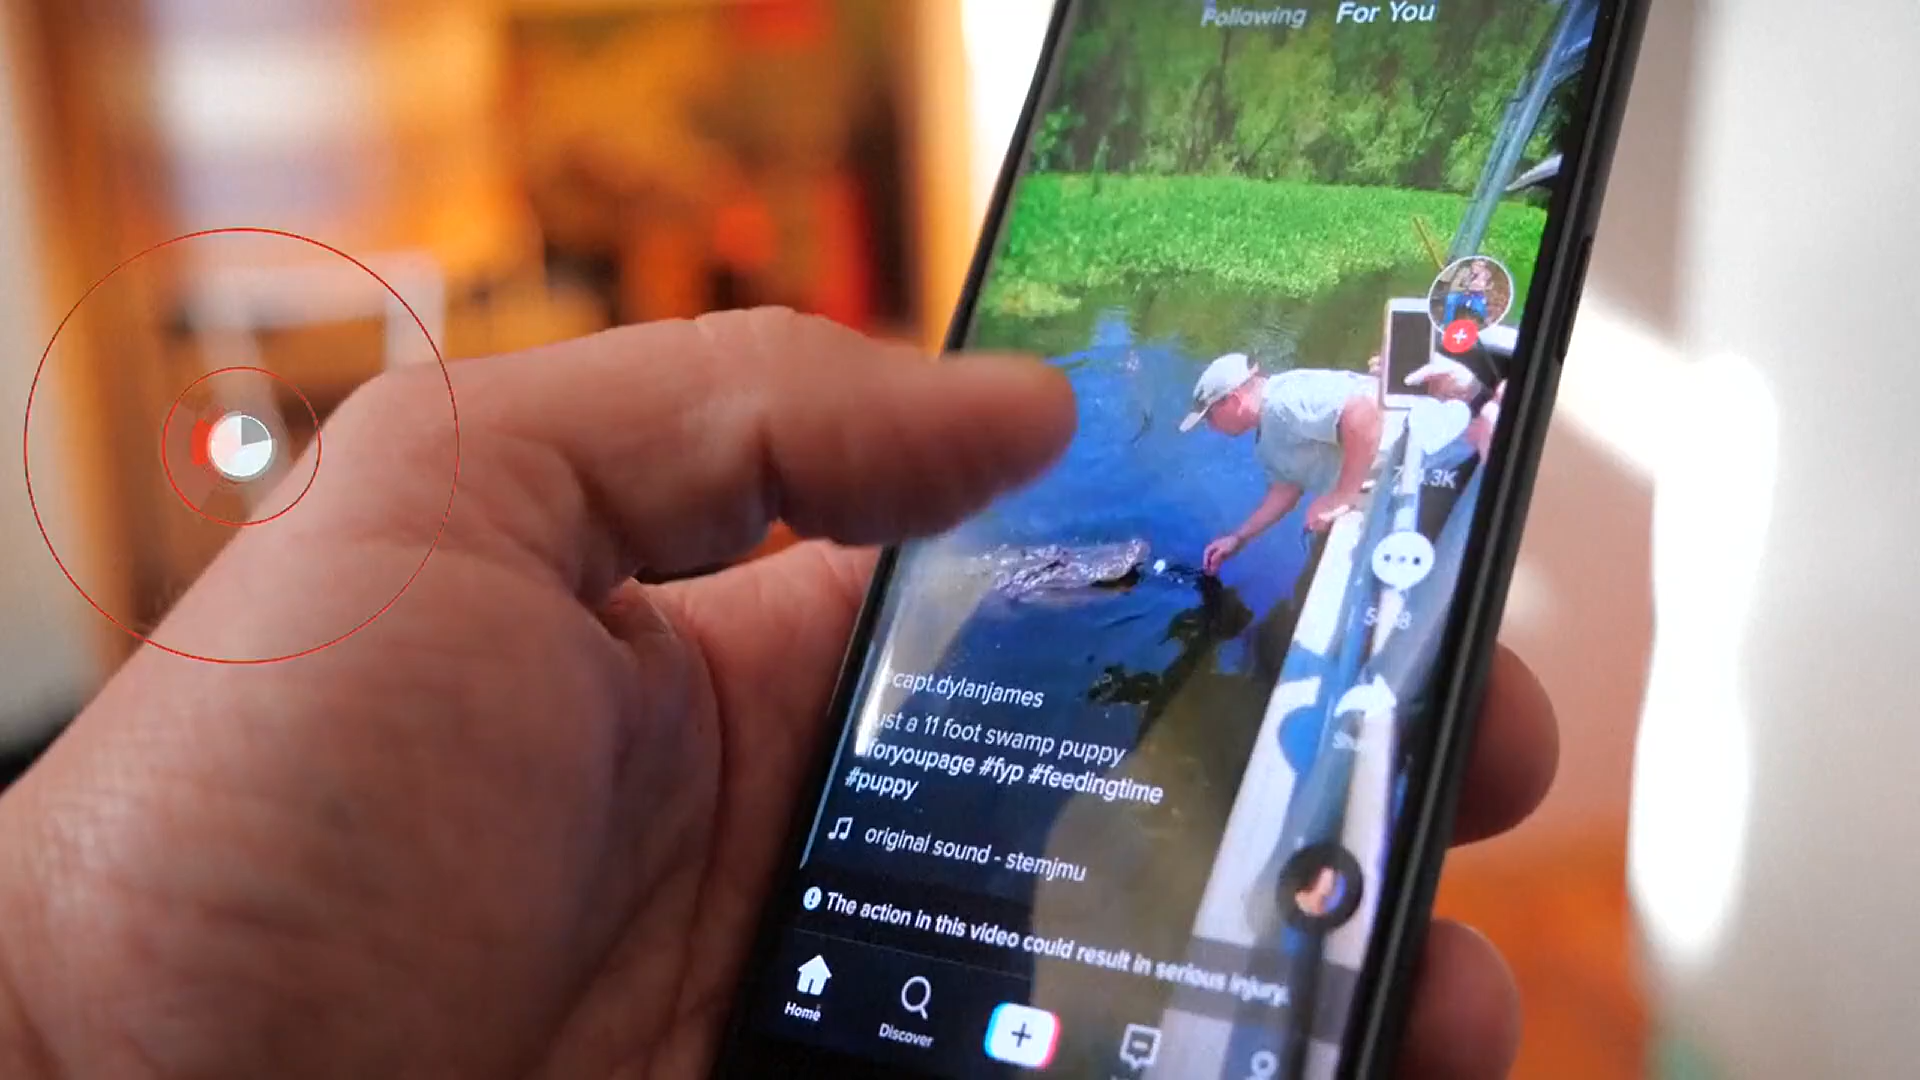 Following For You
capt.dylanjames
ust a 11 foot swamp puppy
foryoupage #fyp #feedingtime
#puppy
original sound - stemjmu
The action in this video could result in serious injury.
Home
Discover